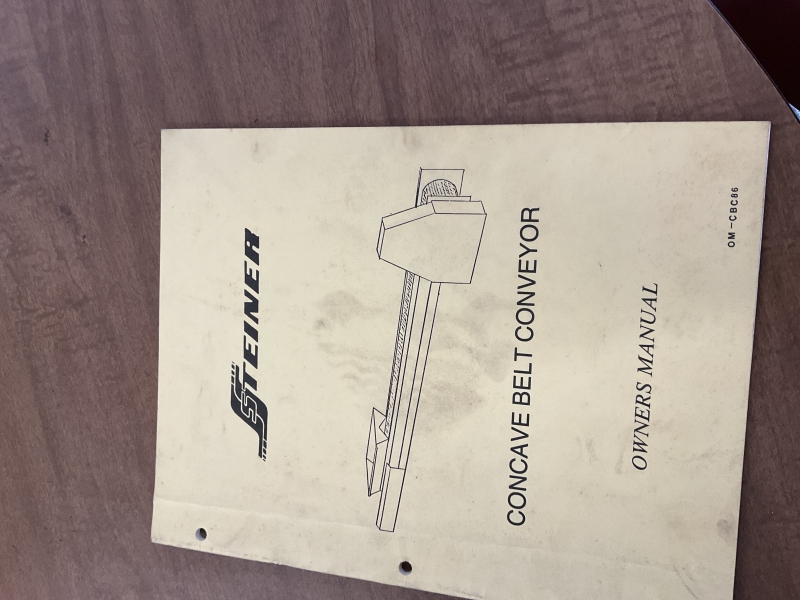 STEINER
CONCAVE BELT CONVEYOR
OWNERS MANUAL
OM-CBC86